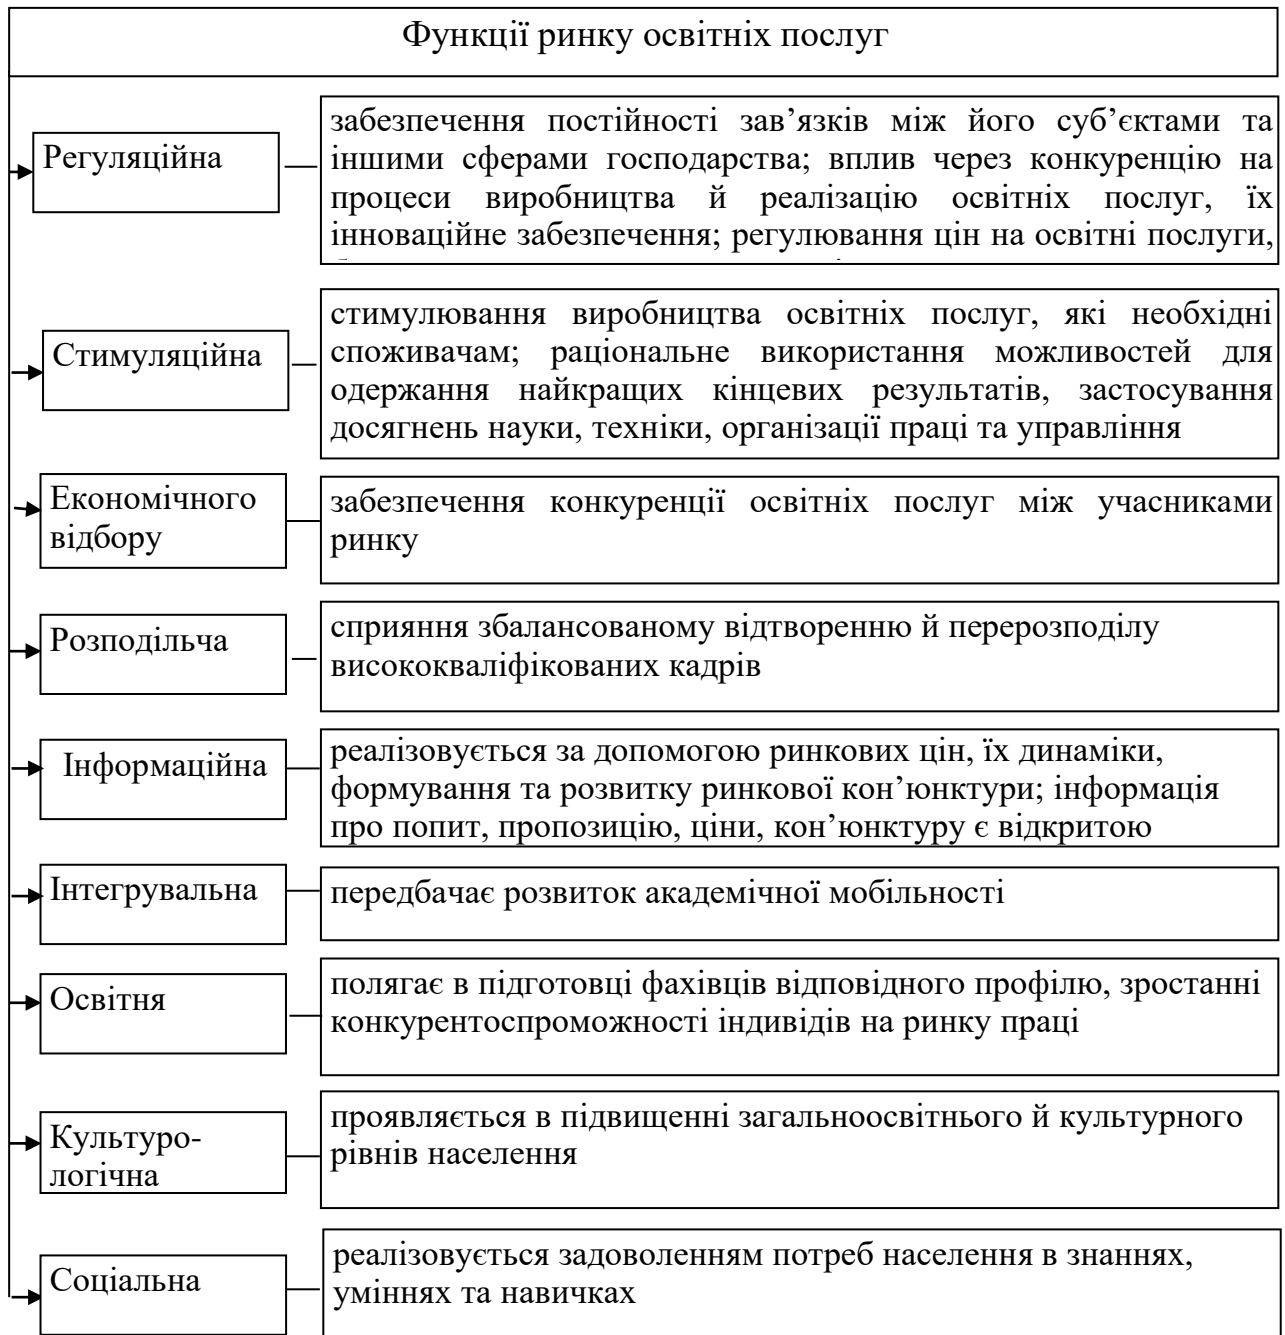 Функції ринку освітніх послуг
Регуляційна
забезпечення постійності зав’язків між його суб’єктами та
іншими сферами господарства; вплив через конкуренцію на
процеси виробництва й реалізацію освітніх послуг, їх
інноваційне забезпечення; регулювання цін на освітні послуги,
Стимуляційна
стимулювання виробництва освітніх послуг, які необхідні
споживачам; раціональне використання можливостей для
одержання найкращих кінцевих результатів, застосування
досягнень науки, техніки, організації праці та управління
Економічного
відбору
забезпечення конкуренції освітніх послуг між учасниками
ринку
Розподільча
сприяння збалансованому відтворенню й перерозподілу
висококваліфікованих кадрів
Інформаційна
реалізовується за допомогою ринкових цін, їх динаміки,
формування та розвитку ринкової кон’юнктури; інформація
про попит, пропозицію, ціни, кон’юнктуру є відкритою
Інтегрувальна
передбачає розвиток академічної мобільності
Освітня
полягає в підготовці фахівців відповідного профілю, зростанні
конкурентоспроможності індивідів на ринку праці
Культуро-
логічна
проявляється в підвищенні загальноосвітнього й культурного
рівнів населення
Соціальна
реалізовується задоволенням потреб населення в знаннях,
уміннях та навичках